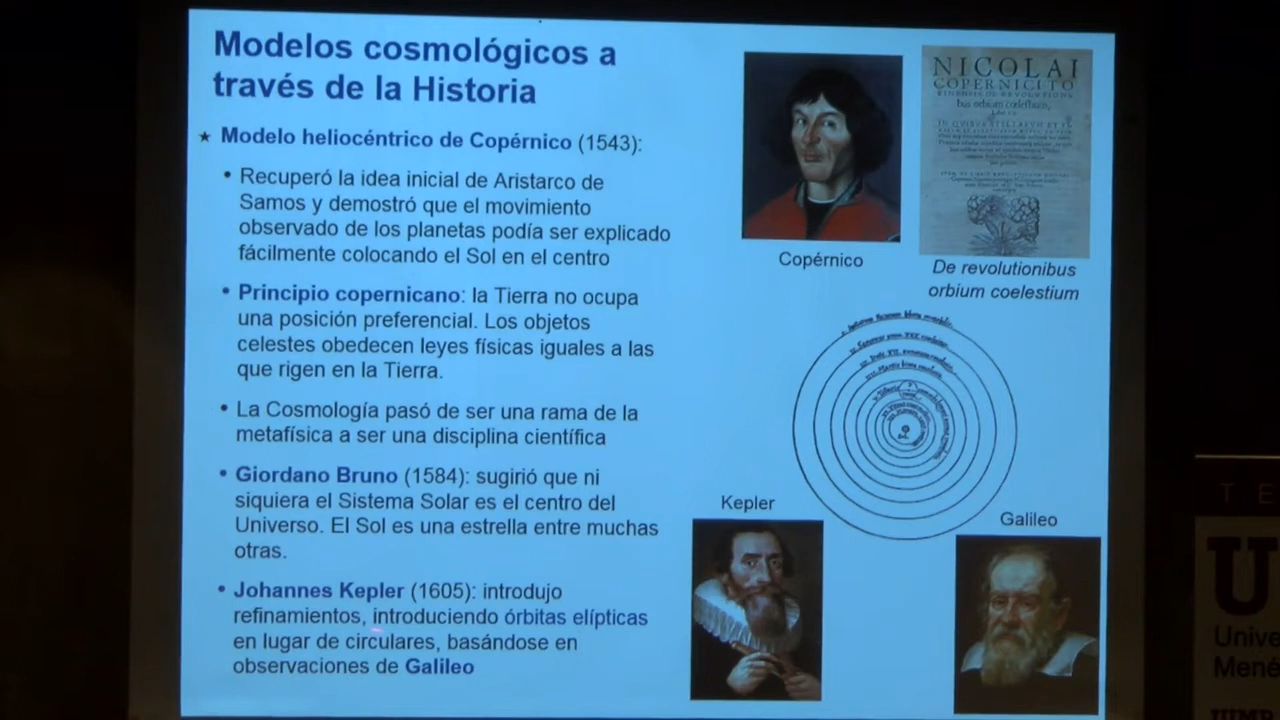 Modelos cosmológicos a
través de la Historia
★ Modelo heliocéntrico de Copérnico (1543):
• Recuperó la idea inicial de Aristarco de
Samos y demostró que el movimiento
observado de los planetas podía ser explicado
fácilmente colocando el Sol en el centro
• Principio copernicano: la Tierra no ocupa
una posición preferencial. Los objetos
celestes obedecen leyes físicas iguales a las
que rigen en la Tierra.
• La Cosmología pasó de ser una rama de la
metafísica a ser una disciplina científica
• Giordano Bruno (1584): sugirió que ni
siquiera el Sistema Solar es el centro del
Universo. El Sol es una estrella entre muchas
otras.
• Johannes Kepler (1605): introdujo
refinamientos, introduciendo órbitas elípticas
en lugar de circulares, basándose en
observaciones de Galileo
NICOLAI
COPERNICI TO
Copérnico
De revolutionibus
orbium coelestium
Kepler
Galileo
T E
U
Unive
Mené
UIMP